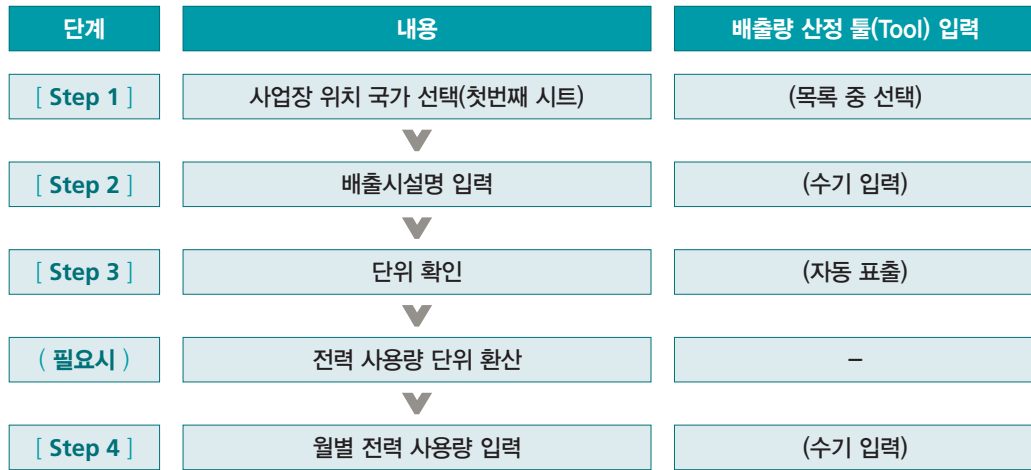 단계 내용 배출량 산정 툴(Tool) 입력
[ Step 1 ] 사업장 위치 국가 선택(첫번째 시트) (목록 중 선택)
[ Step 2 ] 배출시설명 입력 (수기 입력)
[ Step 3 ] 단위 확인 (자동 표출)
( 필요시 ) 전력 사용량 단위 환산 –
[ Step 4 ] 월별 전력 사용량 입력 (수기 입력)